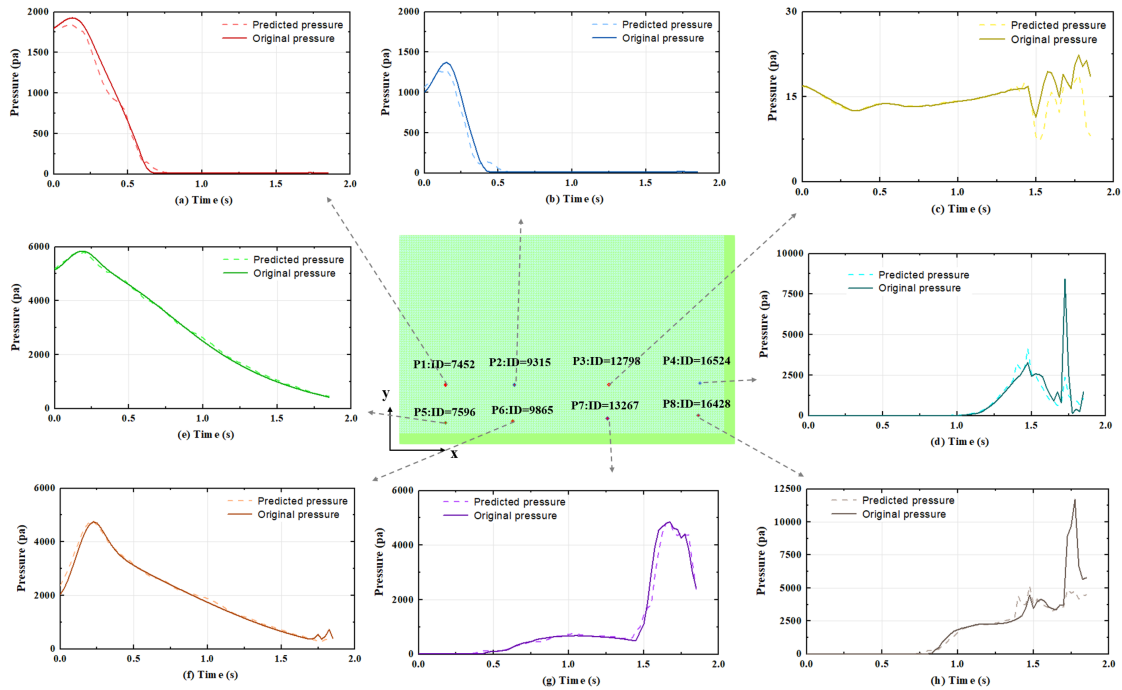 2000
1500
1000
500
0
Pressure (pa)
Predicted pressure
Original pressure
0.0 0.5 1.0 1.5 2.0
(a) Time (s)
2000
1500
1000
500
0
Pressure (pa)
Predicted pressure
Original pressure
0.0 0.5 1.0 1.5 2.0
(b) Time (s)
30
15
0
Pressure (pa)
Predicted pressure
Original pressure
0.0 0.5 1.0 1.5 2.0
(c) Time (s)
6000
4000
2000
0
Pressure (pa)
Predicted pressure
Original pressure
0.0 0.5 1.0 1.5 2.0
(e) Time (s)
P1:ID=7452 P2:ID=9315 P3:ID=12798 P4:ID=16524
P5:ID=7596 P6:ID=9865 P7:ID=13267 P8:ID=16428
y
x
10000
7500
5000
2500
0
Pressure (pa)
Predicted pressure
Original pressure
0.0 0.5 1.0 1.5 2.0
(d) Time (s)
6000
4000
2000
0
Pressure (pa)
Predicted pressure
Original pressure
0.0 0.5 1.0 1.5 2.0
(f) Time (s)
6000
4000
2000
0
Pressure (pa)
Predicted pressure
Original pressure
0.0 0.5 1.0 1.5 2.0
(g) Time (s)
12500
10000
7500
5000
2500
0
Pressure (pa)
Predicted pressure
Original pressure
0.0 0.5 1.0 1.5 2.0
(h) Time (s)